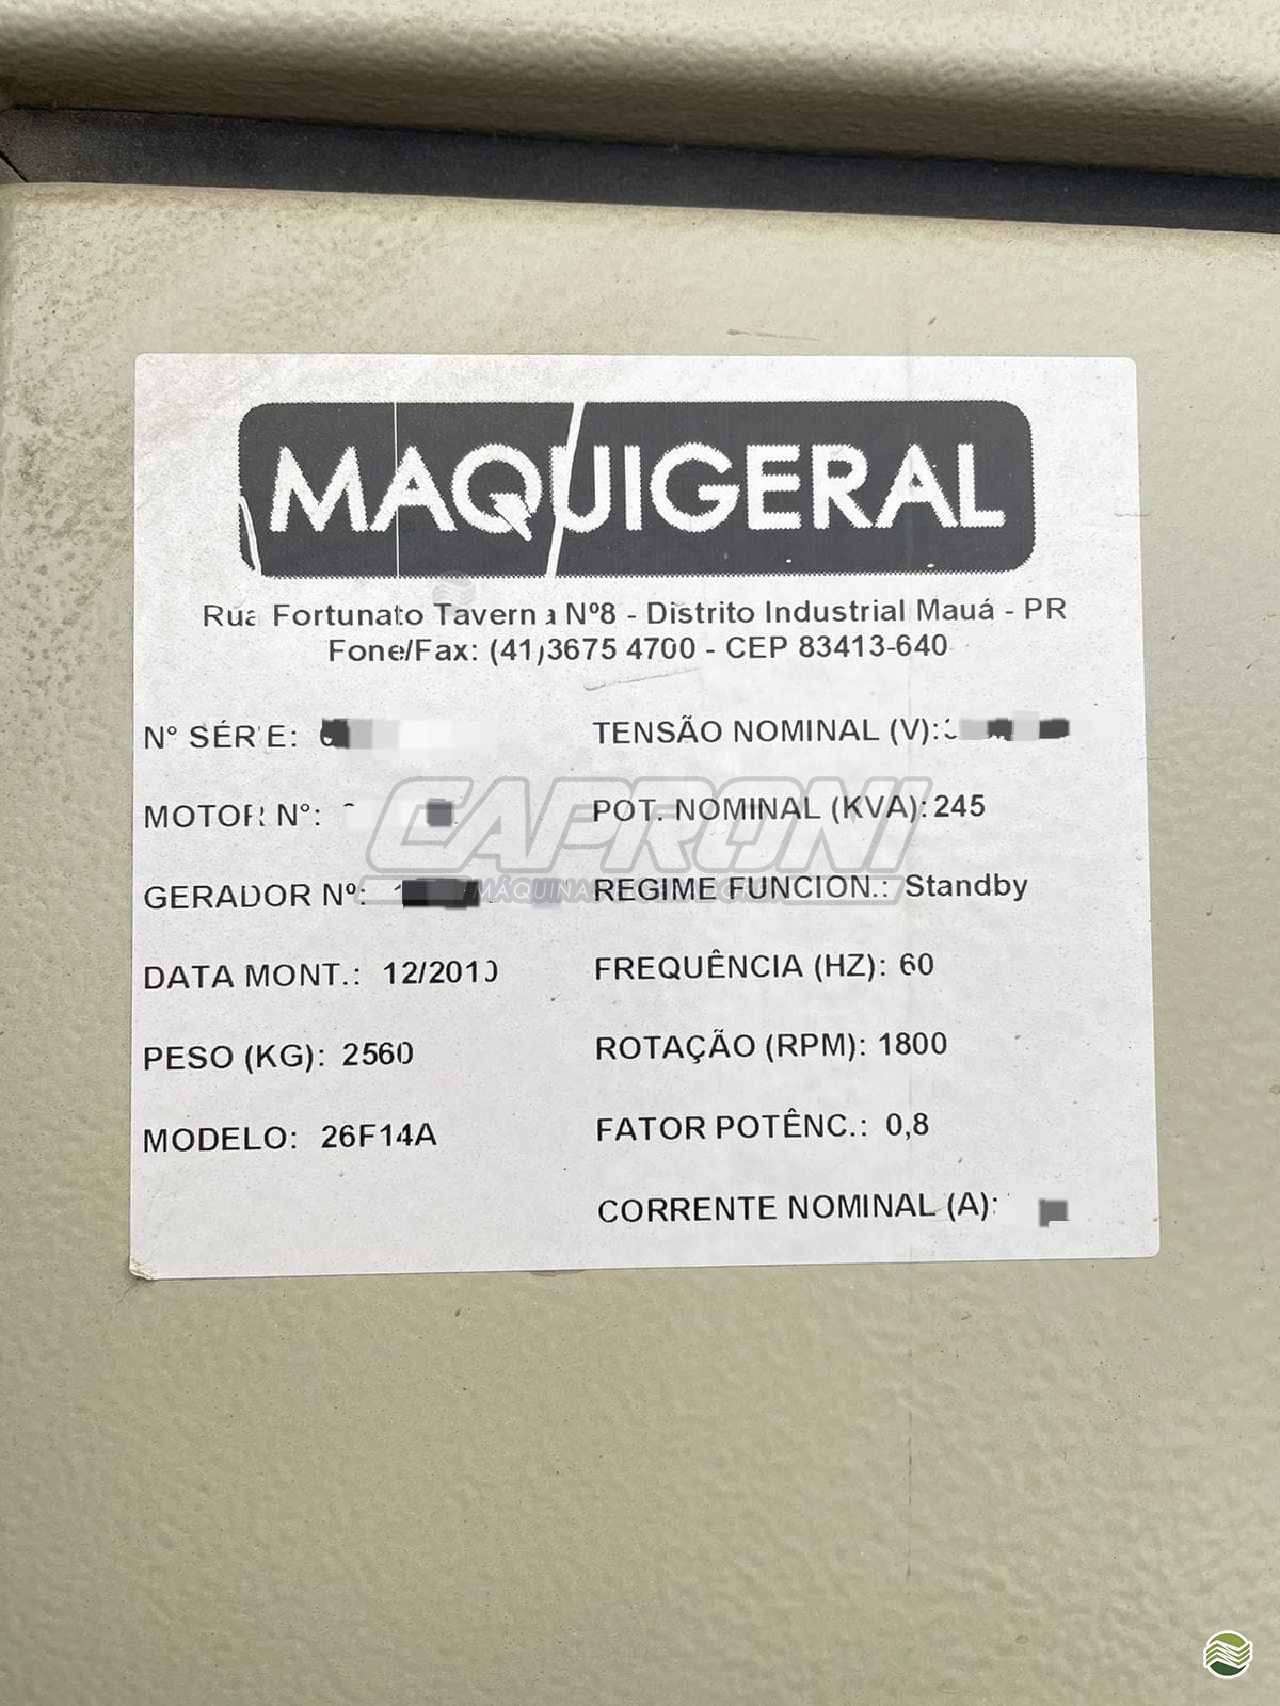 MAQUIGERAL
Rua Fortunato Taverna Nº8 - Distrito Industrial Mauá - PR
Fone/Fax: (41)3675 4700 - CEP 83413-640
Nº SÉRIE:
TENSÃO NOMINAL (V):
MOTOR Nº:
POT. NOMINAL (KVA): 245
CAPRONI
GERADOR Nº:
REGIME FUNCION.: Standby
DATA MONT.: 12/2010
FREQUÊNCIA (HZ): 60
PESO (KG): 2560
ROTAÇÃO (RPM): 1800
MODELO: 26F14A
FATOR POTÊNC.: 0,8
CORRENTE NOMINAL (A):